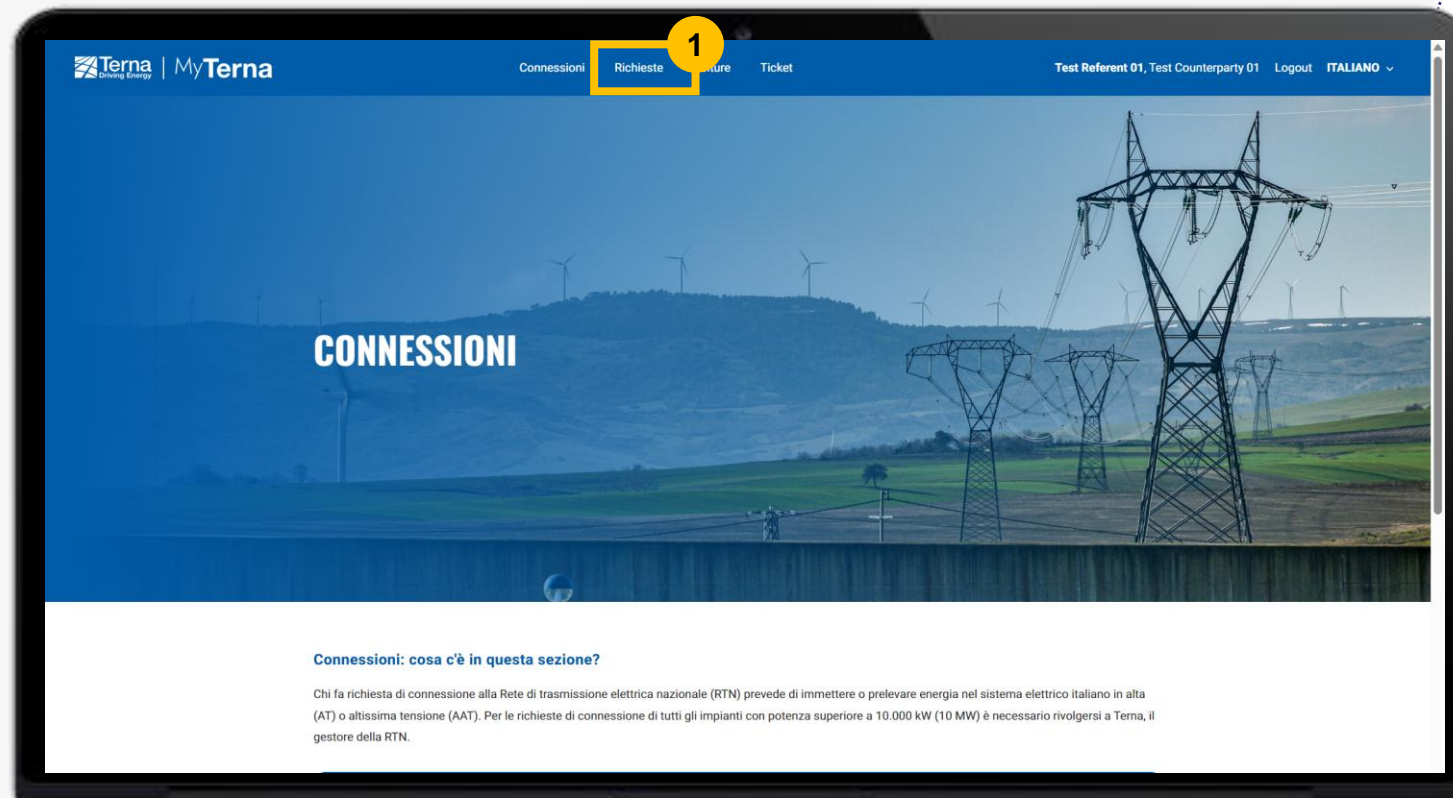 1
Terna
Driving Energy
MyTerna
Connessioni Richieste Ticket
Test Referent 01, Test Counterparty 01 Logout ITALIANO
CONNESSIONI
Connessioni: cosa c'è in questa sezione?
Chi fa richiesta di connessione alla Rete di trasmissione elettrica nazionale (RTN) prevede di immettere o prelevare energia nel sistema elettrico italiano in alta
(AT) o altissima tensione (AAT). Per le richieste di connessione di tutti gli impianti con potenza superiore a 10.000 kW (10 MW) è necessario rivolgersi a Terna, il
gestore della RTN.